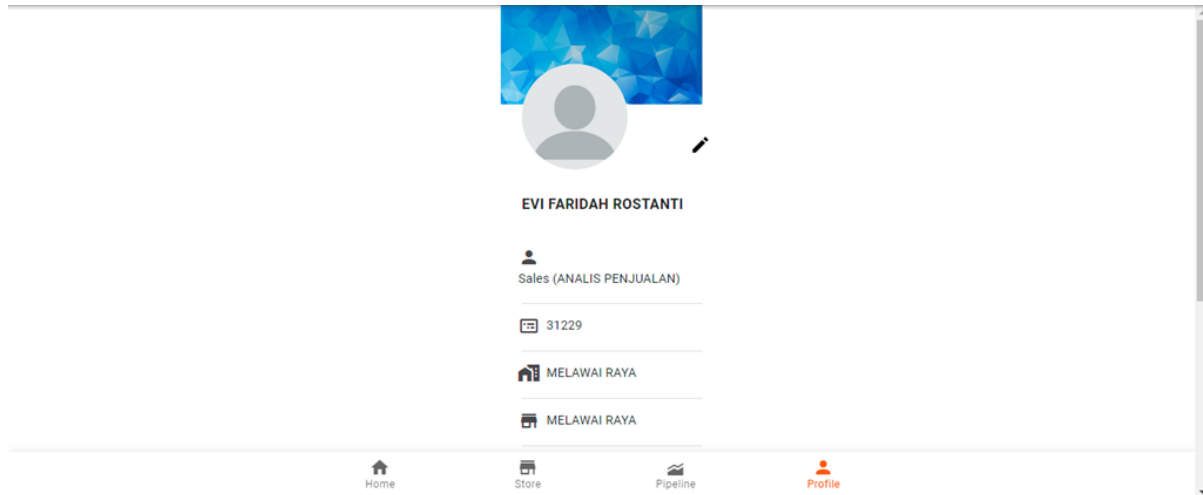 EVI FARIDAH ROSTANTI
Sales (ANALIS PENJUALAN)
31229
MELAWAI RAYA
MELAWAI RAYA
Home Store Pipeline Profile